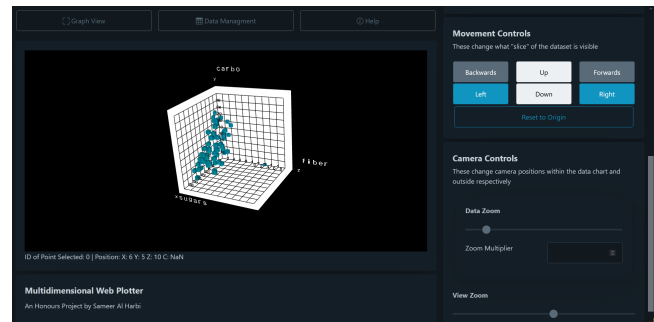 Graph View
Data Managment
Help
carbo
y
fiber
z
x sugars
ID of Point Selected: 0 | Position: X: 6 Y: 5 Z: 10 C: NaN
Multidimensional Web Plotter
An Honours Project by Sameer Al Harbi
Movement Controls
These change what "slice" of the dataset is visible
Backwards
Up
Forwards
Left
Down
Right
Reset to Origin
Camera Controls
These change camera positions within the data chart and
outside respectively
Data Zoom
Zoom Multiplier
View Zoom